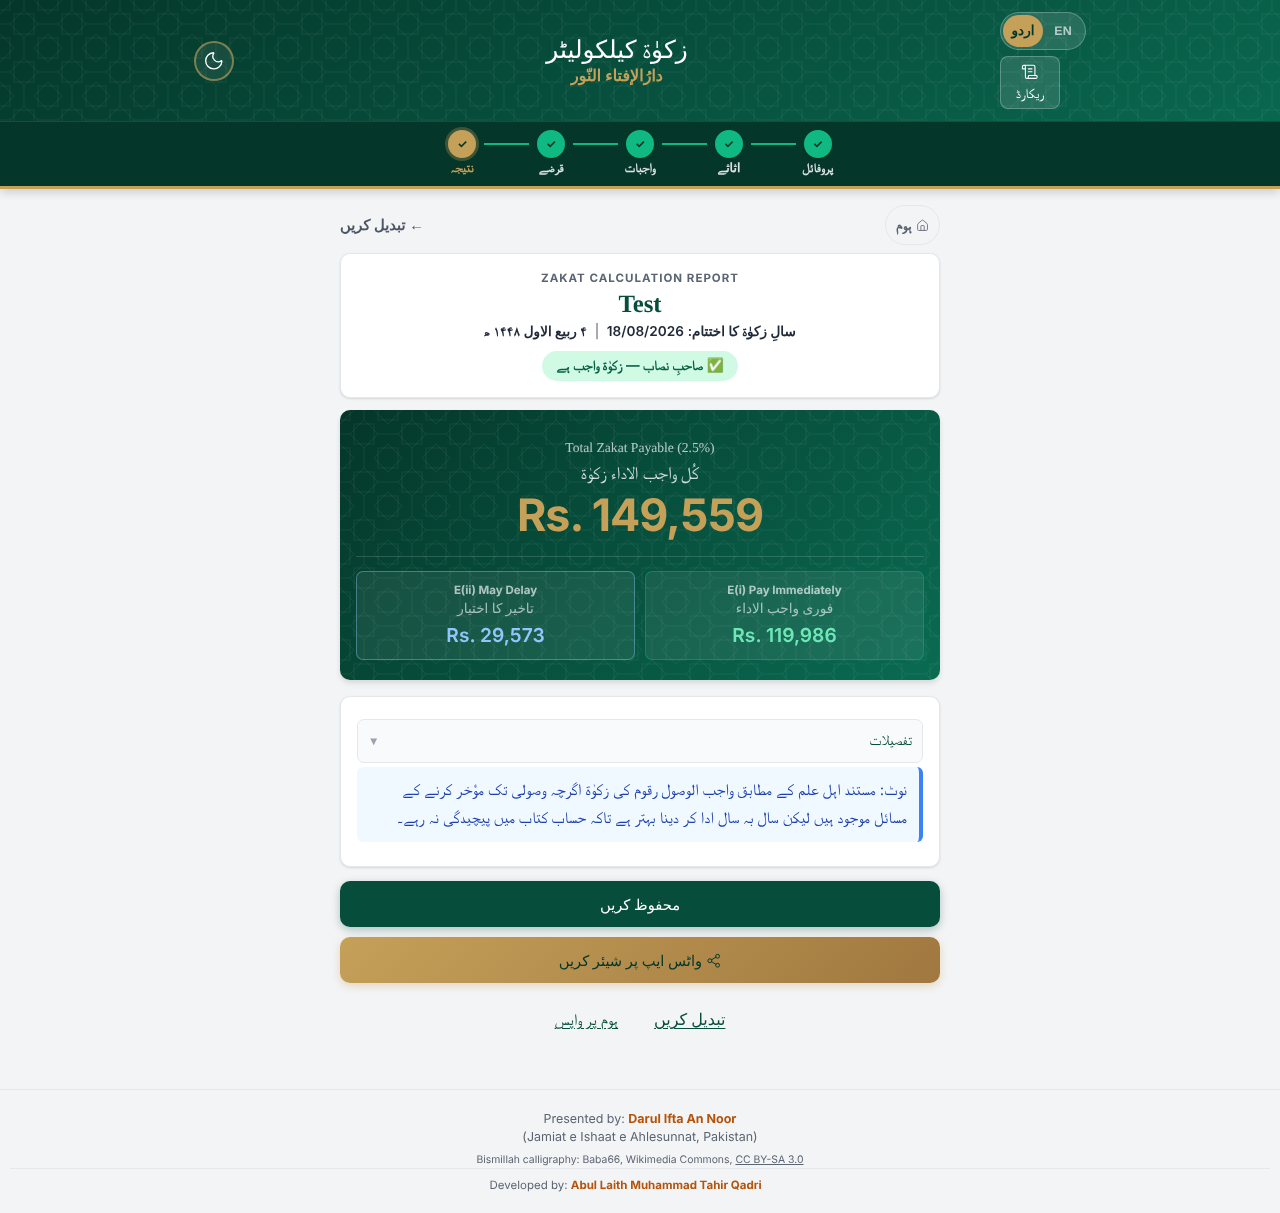 اردو EN
ریکارڈ
زکوٰۃ کیلکولیٹر
دارُالإفتاء النّور
پروفائل
اثاثے
واجبات
قرضے
نتیجہ
ہوم
← تبدیل کریں
ZAKAT CALCULATION REPORT
Test
سالِ زکوٰۃ کا اختتام: 18/08/2026 | ۴ ربیع الاول ۱۴۴۸ ھ
✅ صاحبِ نصاب — زکوٰۃ واجب ہے
Total Zakat Payable (2.5%)
کُل واجب الاداء زکوٰۃ
Rs. 149,559
E(i) Pay Immediately
فوری واجب الاداء
Rs. 119,986
E(ii) May Delay
تاخیر کا اختیار
Rs. 29,573
تفصیلات ▼
نوٹ: مستند اہل علم کے مطابق واجب الوصول رقوم کی زکوٰۃ اگرچہ وصولی تک مؤخر کرنے کے
مسائل موجود ہیں لیکن سال بہ سال ادا کر دینا بہتر ہے تاکہ حساب کتاب میں پیچیدگی نہ رہے۔
محفوظ کریں
واٹس ایپ پر شیئر کریں
تبدیل کریں
ہوم پر واپس
Presented by: Darul Ifta An Noor
(Jamiat e Ishaat e Ahlesunnat, Pakistan)
Bismillah calligraphy: Baba66, Wikimedia Commons, CC BY-SA 3.0
Developed by: Abul Laith Muhammad Tahir Qadri